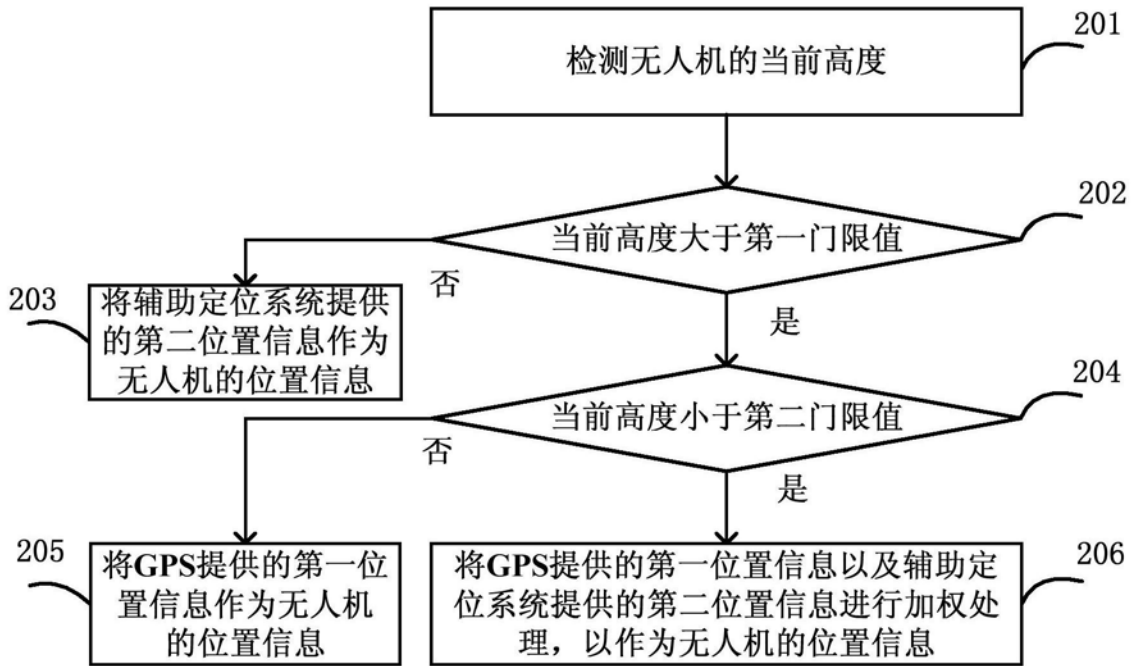 检测无人机的当前高度
201
当前高度大于第一门限值
202
否
是
203
将辅助定位系统提供
的第二位置信息作为
无人机的位置信息
当前高度小于第二门限值
204
否
是
205
将GPS提供的第一位
置信息作为无人机
的位置信息
将GPS提供的第一位置信息以及辅助定
位系统提供的第二位置信息进行加权处
理，以作为无人机的位置信息
206